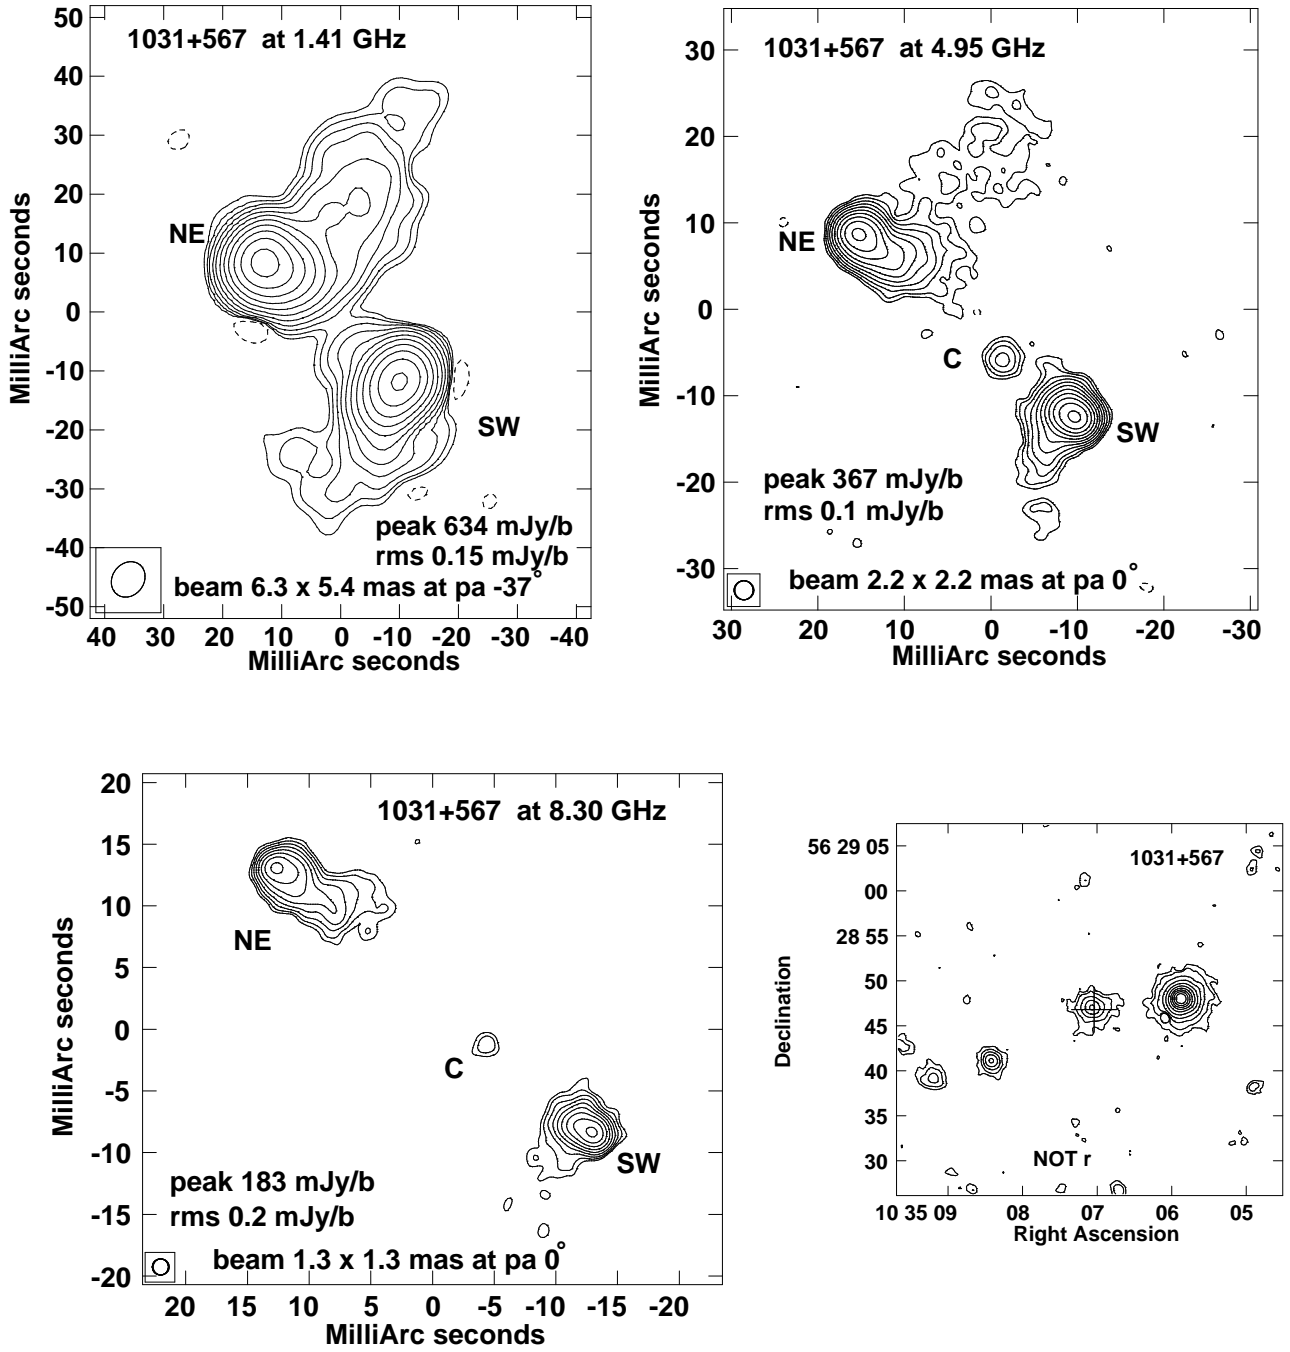 1031+567 at 1.41 GHz
50
40
30
20
10
0
-10
-20
-30
-40
-50
MilliArc seconds
NE
SW
peak 634 mJy/b
rms 0.15 mJy/b
beam 6.3 x 5.4 mas at pa -37°
40 30 20 10 0 -10 -20 -30 -40
MilliArc seconds
1031+567 at 4.95 GHz
30
20
10
0
-10
-20
-30
MilliArc seconds
NE
C
SW
peak 367 mJy/b
rms 0.1 mJy/b
beam 2.2 x 2.2 mas at pa 0°
30 20 10 0 -10 -20 -30
MilliArc seconds
1031+567 at 8.30 GHz
20
15
10
5
0
-5
-10
-15
-20
MilliArc seconds
NE
C
SW
peak 183 mJy/b
rms 0.2 mJy/b
beam 1.3 x 1.3 mas at pa 0°
20 15 10 5 0 -5 -10 -15 -20
MilliArc seconds
1031+567
56 29 05
00
28 55
50
45
40
35
30
Declination
NOT r
10 35 09 08 07 06 05
Right Ascension